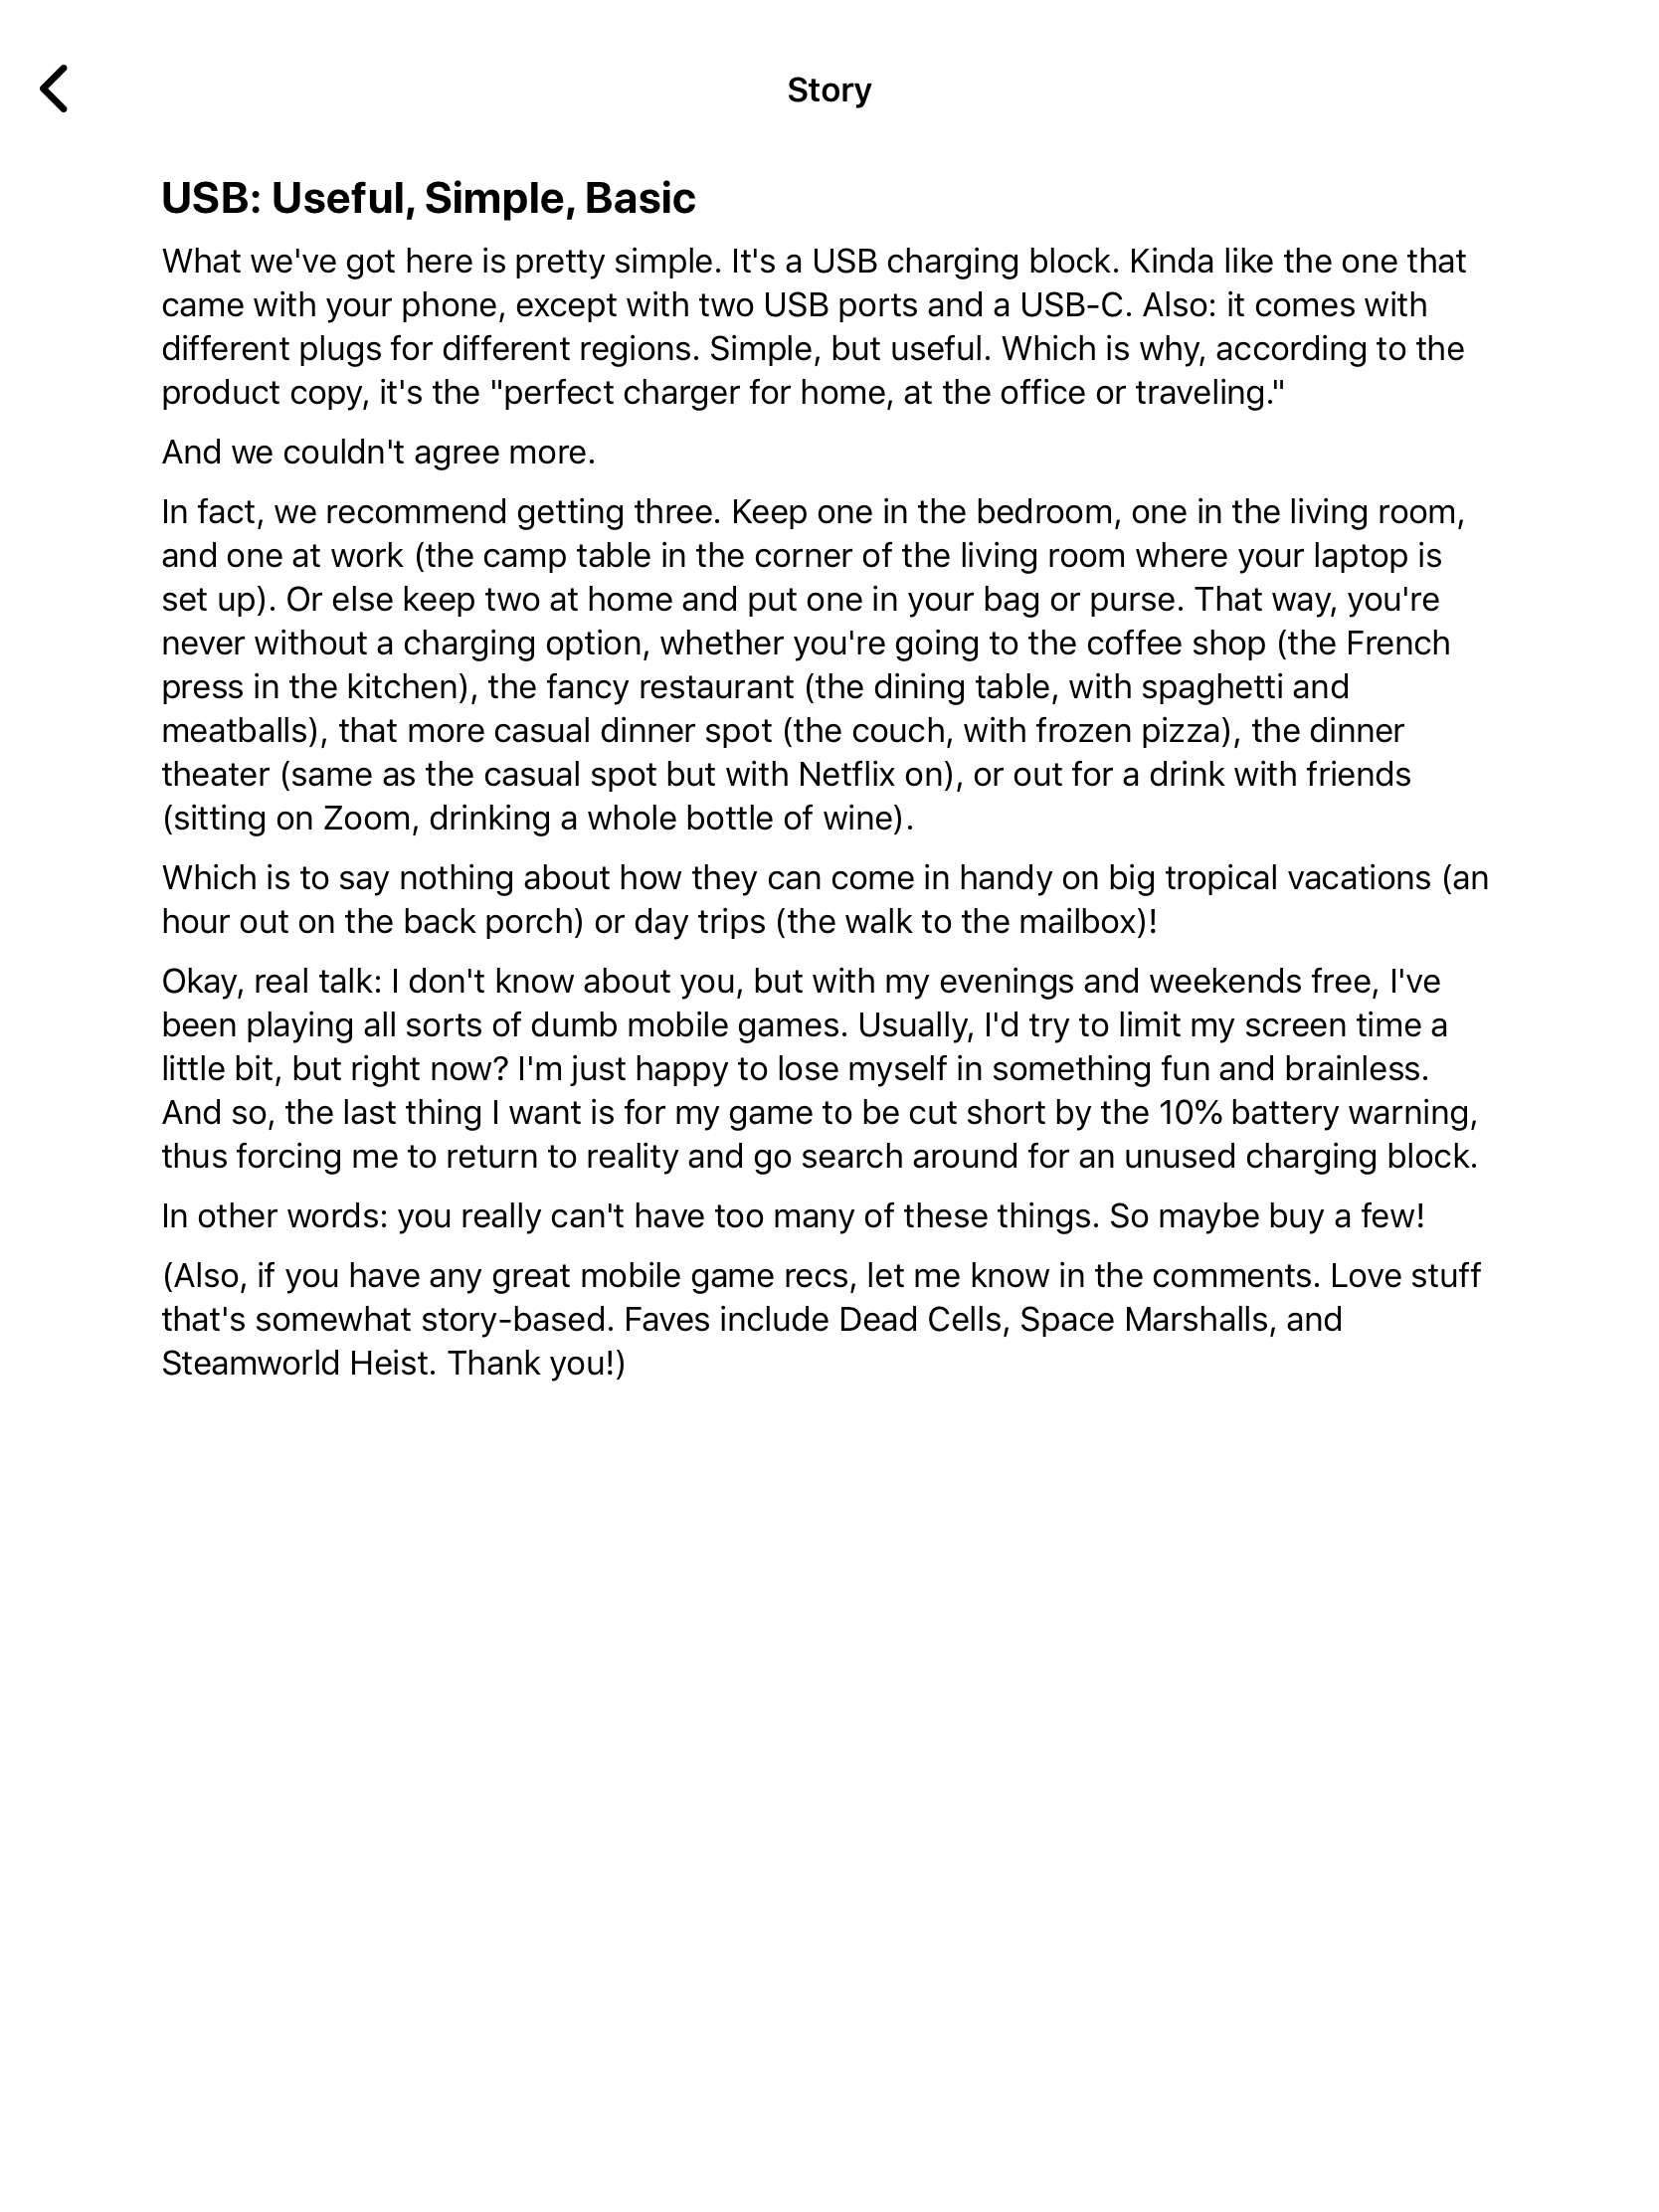 Story
USB: Useful, Simple, Basic
What we've got here is pretty simple. It's a USB charging block. Kinda like the one that
came with your phone, except with two USB ports and a USB-C. Also: it comes with
different plugs for different regions. Simple, but useful. Which is why, according to the
product copy, it's the "perfect charger for home, at the office or traveling."
And we couldn't agree more.
In fact, we recommend getting three. Keep one in the bedroom, one in the living room,
and one at work (the camp table in the corner of the living room where your laptop is
set up). Or else keep two at home and put one in your bag or purse. That way, you're
never without a charging option, whether you're going to the coffee shop (the French
press in the kitchen), the fancy restaurant (the dining table, with spaghetti and
meatballs), that more casual dinner spot (the couch, with frozen pizza), the dinner
theater (same as the casual spot but with Netflix on), or out for a drink with friends
(sitting on Zoom, drinking a whole bottle of wine).
Which is to say nothing about how they can come in handy on big tropical vacations (an
hour out on the back porch) or day trips (the walk to the mailbox)!
Okay, real talk: I don't know about you, but with my evenings and weekends free, I've
been playing all sorts of dumb mobile games. Usually, I'd try to limit my screen time a
little bit, but right now? I'm just happy to lose myself in something fun and brainless.
And so, the last thing I want is for my game to be cut short by the 10% battery warning,
thus forcing me to return to reality and go search around for an unused charging block.
In other words: you really can't have too many of these things. So maybe buy a few!
(Also, if you have any great mobile game recs, let me know in the comments. Love stuff
that's somewhat story-based. Faves include Dead Cells, Space Marshalls, and
Steamworld Heist. Thank you!)